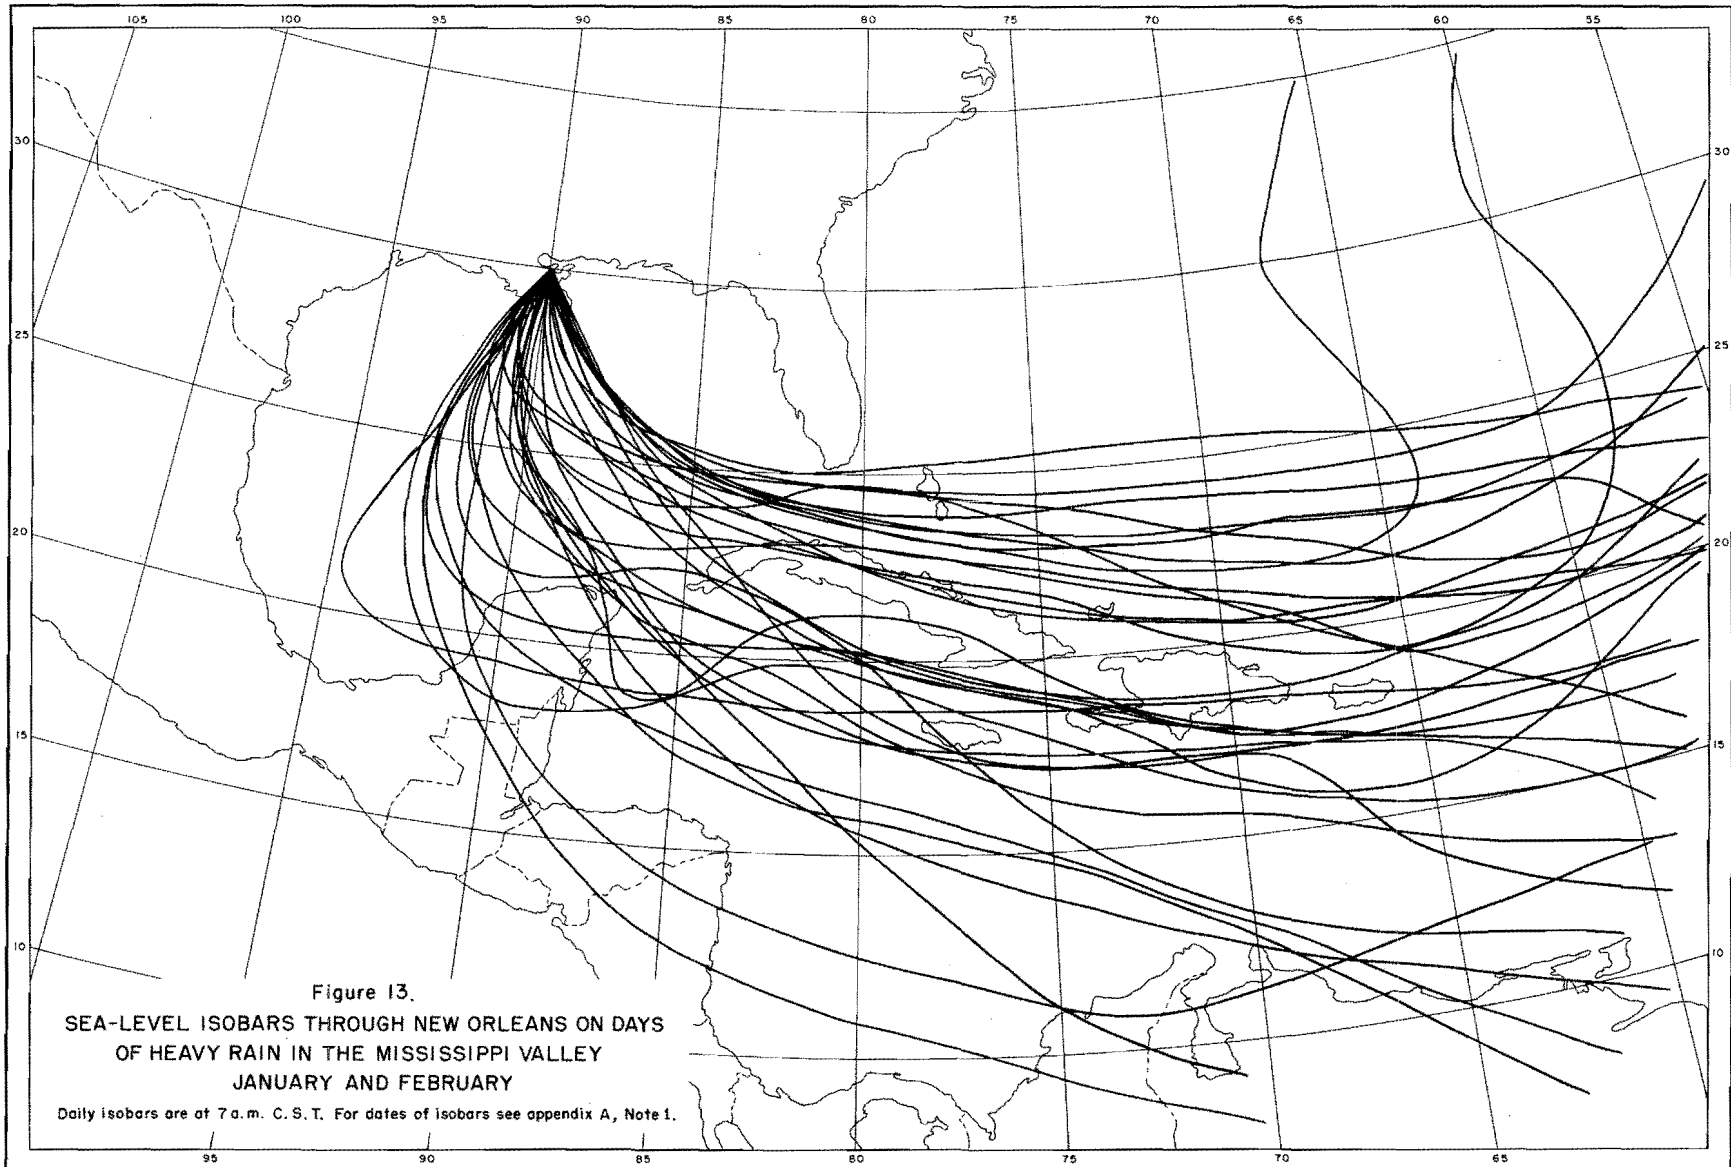 105 100 95 90 85 80 75 70 65 60 55
30 30
25 25
20 20
15 15
10 10
Figure 13.
SEA-LEVEL ISOBARS THROUGH NEW ORLEANS ON DAYS
OF HEAVY RAIN IN THE MISSISSIPPI VALLEY
JANUARY AND FEBRUARY
Daily isobars are at 7 a.m. C.S.T. For dates of isobars see appendix A, Note 1.
95 90 85 80 75 70 65